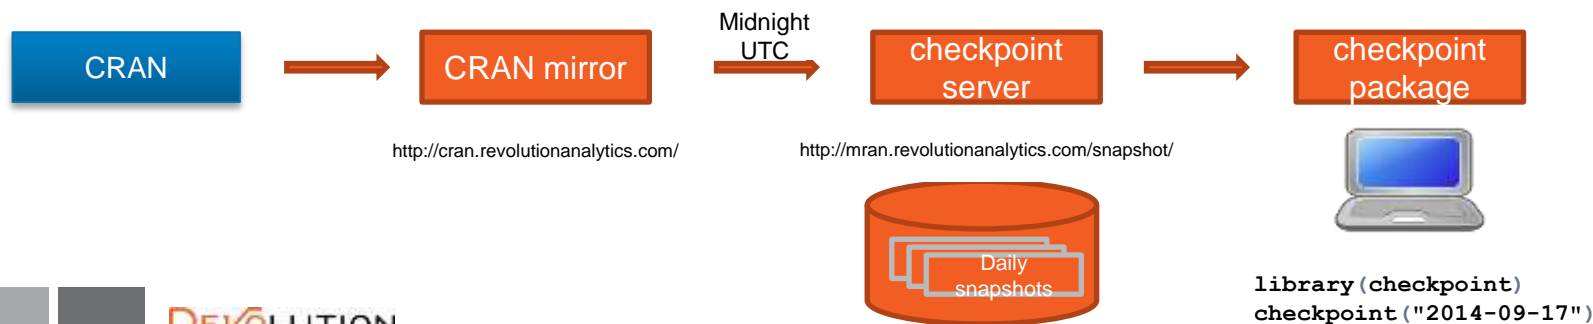 Midnight
UTC
CRAN
CRAN mirror
checkpoint
server
checkpoint
package
http://cran.revolutionanalytics.com/
http://mran.revolutionanalytics.com/snapshot/
Daily
snapshots
library(checkpoint)
checkpoint("2014-09-17")